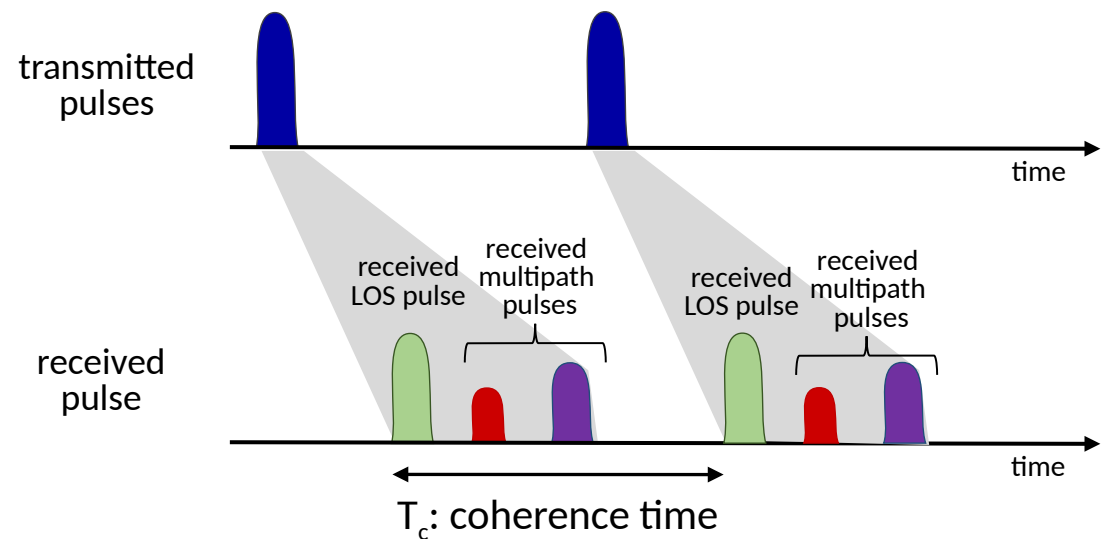 transmitted
pulses
time
received
LOS pulse
received
multipath
pulses
received
LOS pulse
received
multipath
pulses
received
pulse
time
Tc: coherence time